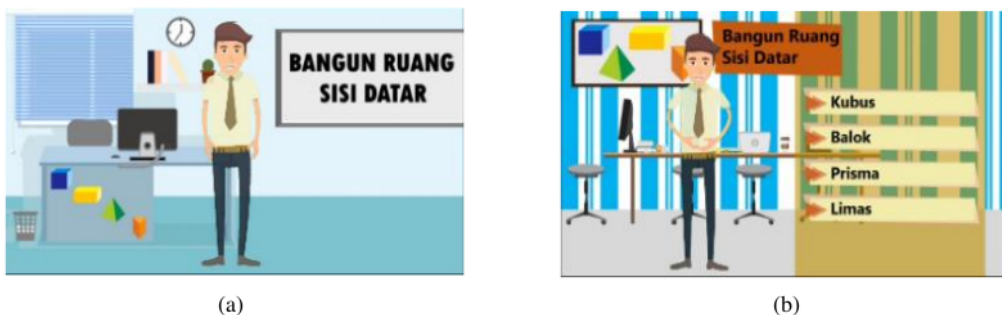 BANGUN RUANG
SISI DATAR
(a)
Bangun Ruang
Sisi Datar
Kubus
Balok
Prisma
Limas
(b)